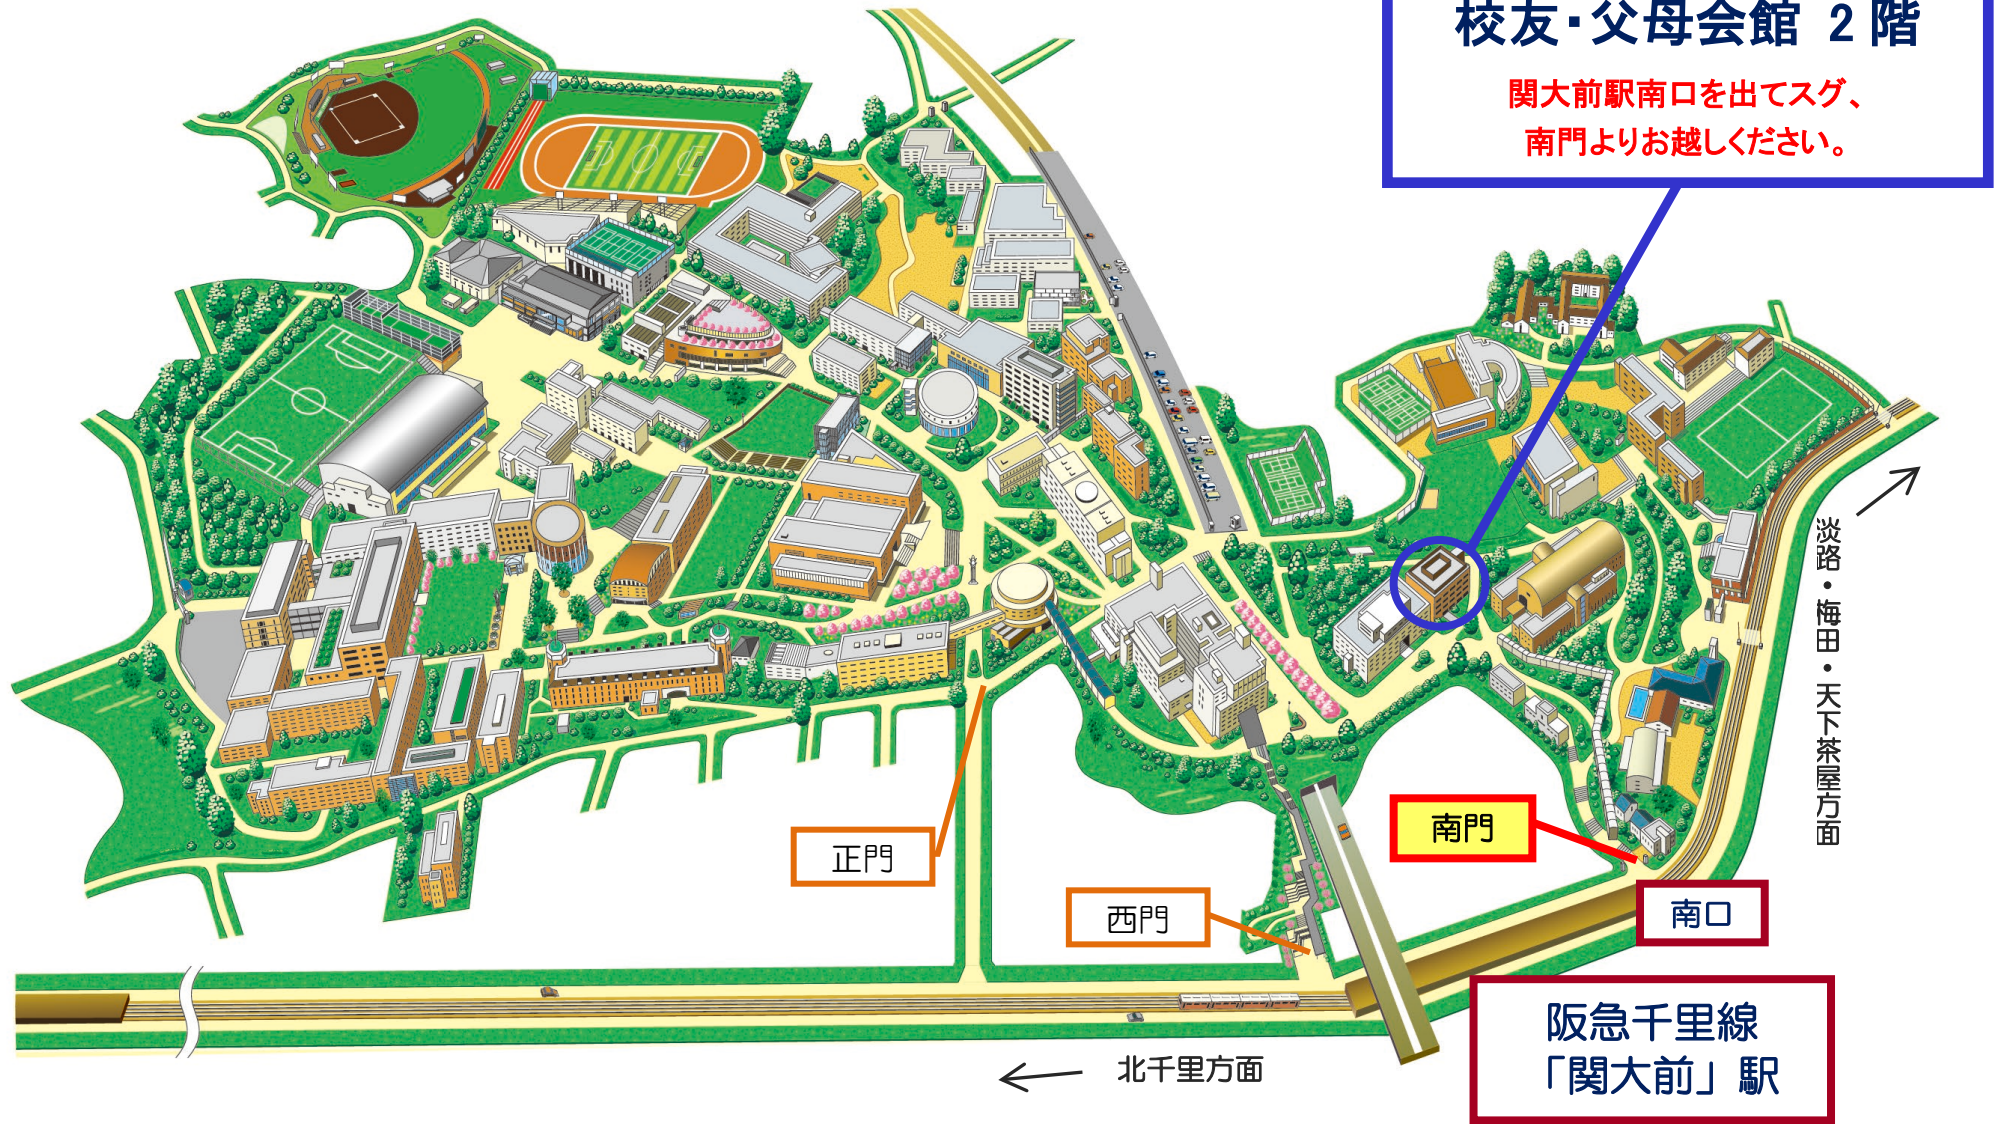 校友・父母会館 2階
関大前駅南口を出てスグ、
南門よりお越しください。
淡路・梅田・天下茶屋方面
南門
正門
西門
南口
阪急千里線
「関大前」駅
北千里方面